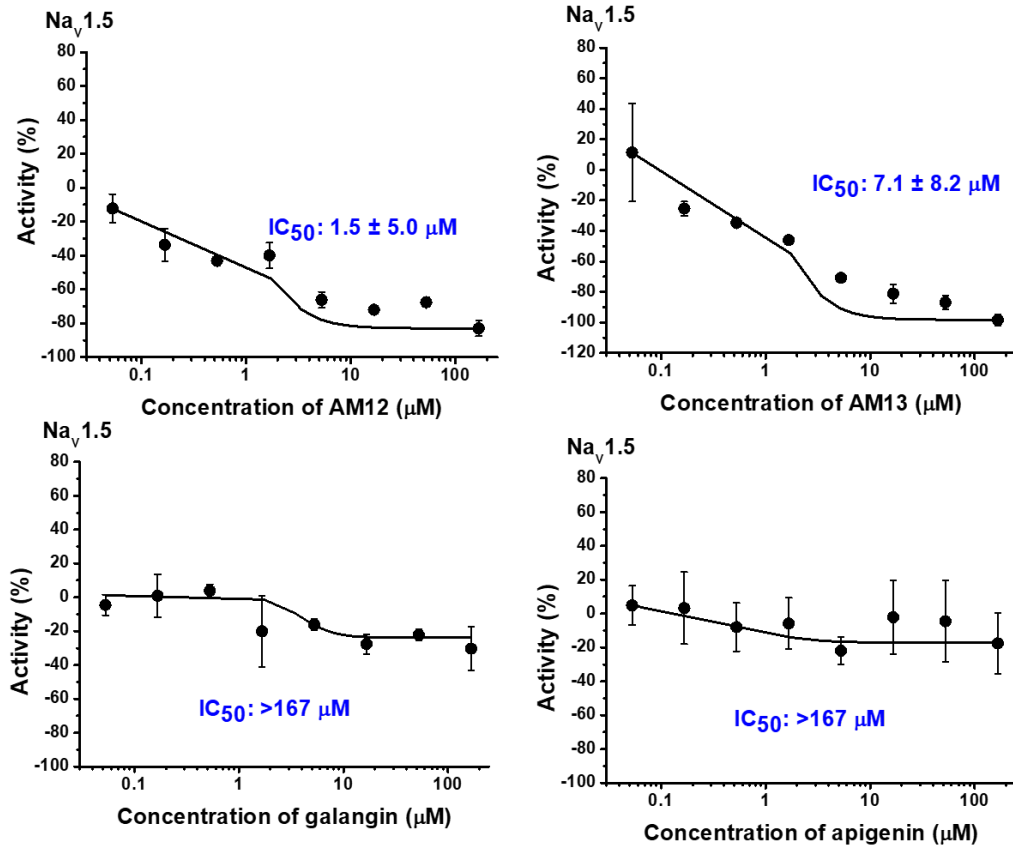 Na_v1.5
80
60
40
20
0
-20
-40
-60
-80
-100
Activity (%)
IC50: 1.5 ± 5.0 μM
0.1 1 10 100
Concentration of AM12 (μM)
Na_v1.5
80
60
40
20
0
-20
-40
-60
-80
-100
-120
Activity (%)
IC50: 7.1 ± 8.2 μM
0.1 1 10 100
Concentration of AM13 (μM)
Na_v1.5
80
60
40
20
0
-20
-40
-60
-80
-100
Activity (%)
IC50: >167 μM
0.1 1 10 100
Concentration of galangin (μM)
Na_v1.5
80
60
40
20
0
-20
-40
-60
-80
-100
Activity (%)
IC50: >167 μM
0.1 1 10 100
Concentration of apigenin (μM)